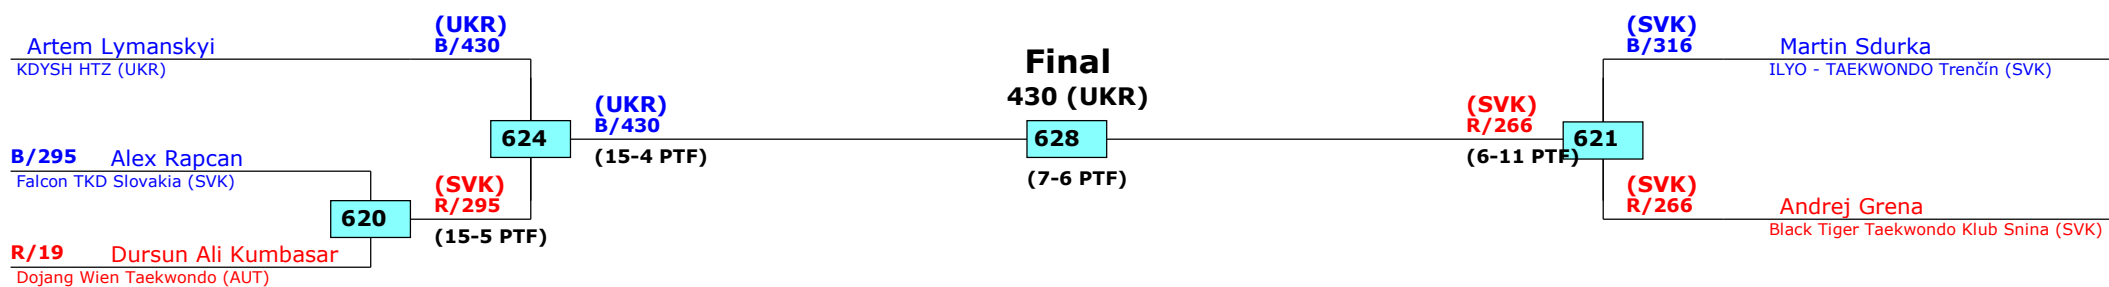 (UKR)
B/430
Artem Lymanskyi
KDYSH HTZ (UKR)
(SVK)
B/316
Martin Sdurka
ILYO - TAEKWONDO Trenčín (SVK)
Final
430 (UKR)
(UKR)
B/430
(SVK)
R/266
624
628
621
(15-4 PTF)
(7-6 PTF)
(6-11 PTF)
B/295 Alex Rapcan
Falcon TKD Slovakia (SVK)
(SVK)
R/295
(SVK)
R/266
Andrej Grena
Black Tiger Taekwondo Klub Snina (SVK)
620
(15-5 PTF)
R/19 Dursun Ali Kumbasar
Dojang Wien Taekwondo (AUT)